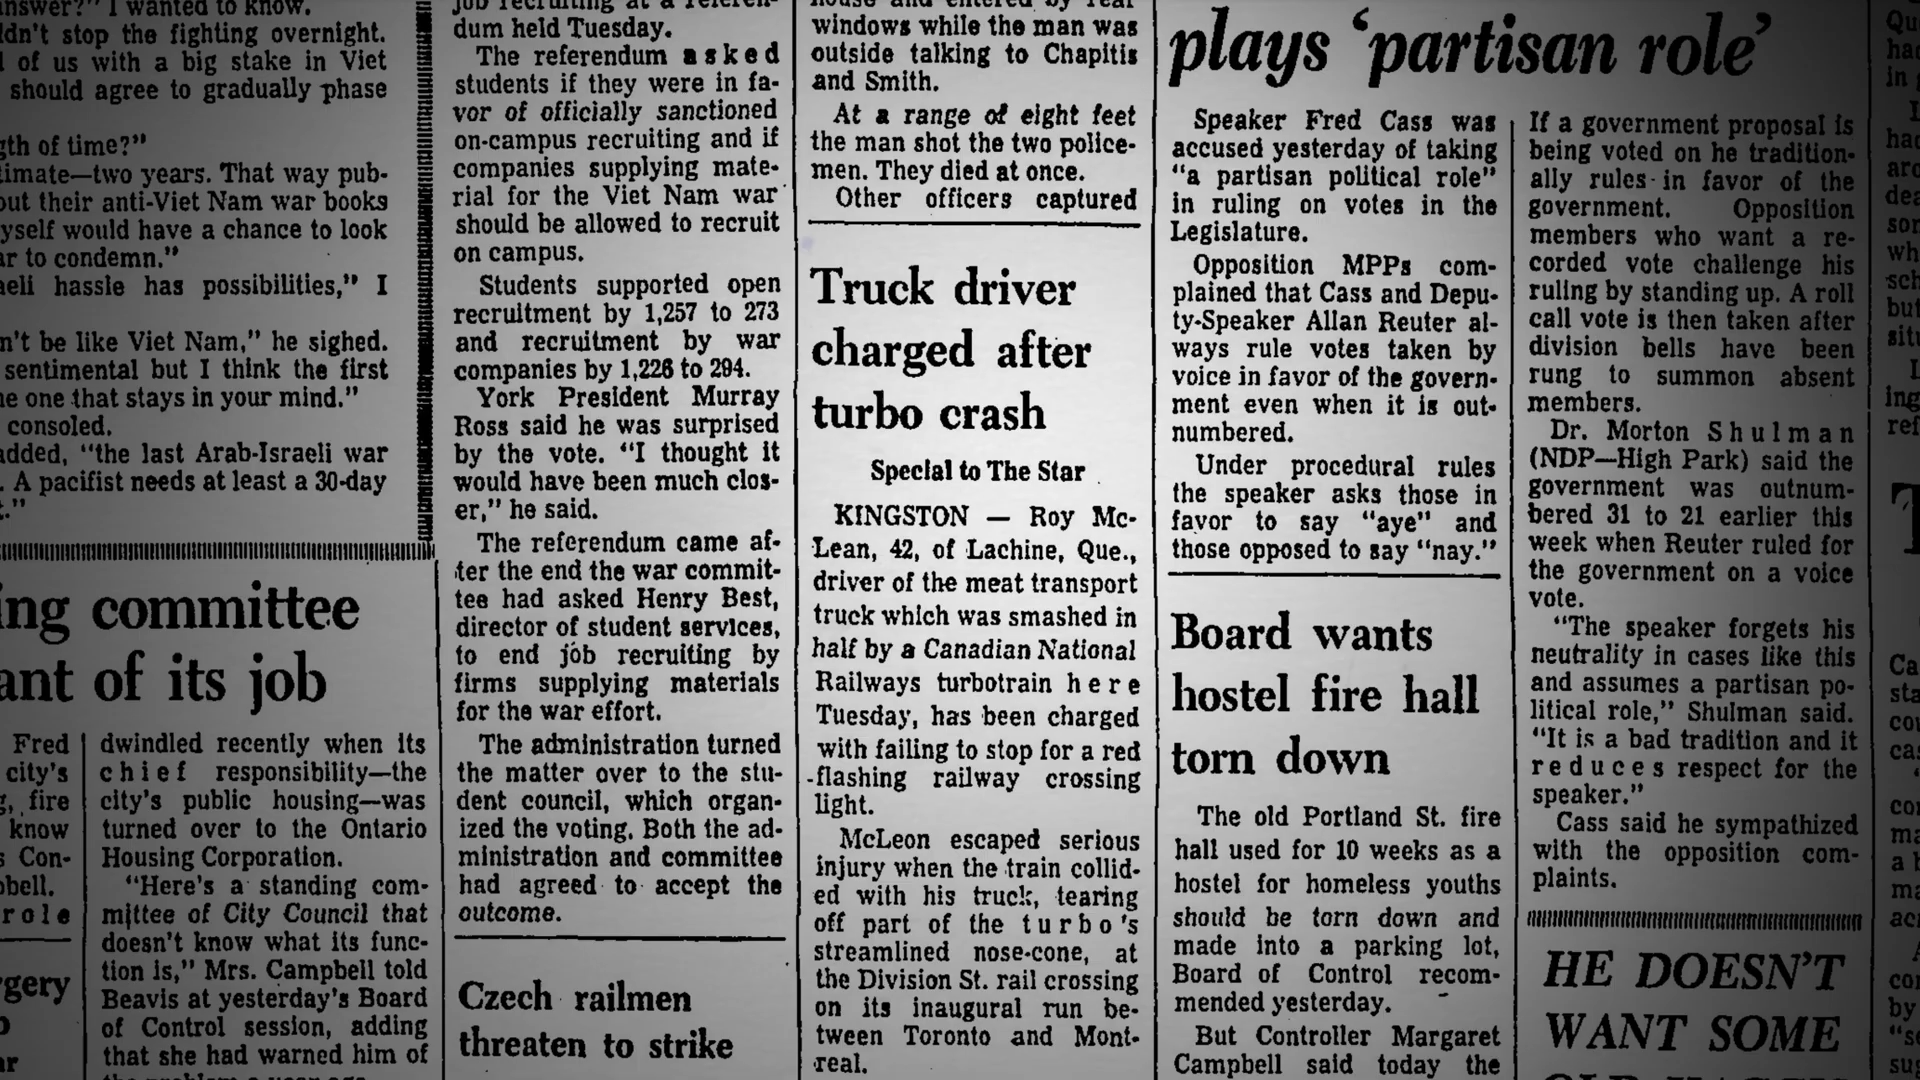 answer?" I wanted to know.
dn't stop the fighting overnight.
of us with a big stake in Viet
should agree to gradually phase
of time?"
timate—two years. That way pub-
out their anti-Viet Nam war books
yself would have a chance to look
to condemn."
hassle has possibilities," I
n't be like Viet Nam," he sighed.
sentimental but I think the first
one that stays in your mind."
consoled.
added, "the last Arab-Israeli war
A pacifist needs at least a 30-day
ing committee
ant of its job
Fred
city's
fire
know
Con-
bell.
role
dwindled recently when its
chief responsibility—the
city's public housing—was
turned over to the Ontario
Housing Corporation.
"Here's a standing com-
mittee of City Council that
doesn't know what its func-
tion is," Mrs. Campbell told
Beavis at yesterday's Board
of Control session, adding
that she had warned him of
gery
job recruiting at a referen-
dum held Tuesday.
The referendum asked
students if they were in fa-
vor of officially sanctioned
on-campus recruiting and if
companies supplying mate-
rial for the Viet Nam war
should be allowed to recruit
on campus.
Students supported open
recruitment by 1,257 to 273
and recruitment by war
companies by 1,226 to 294.
York President Murray
Ross said he was surprised
by the vote. "I thought it
would have been much clos-
er," he said.
The referendum came af-
ter the end the war commit-
tee had asked Henry Best,
director of student services,
to end job recruiting by
firms supplying materials
for the war effort.
The administration turned
the matter over to the stu-
dent council, which organ-
ized the voting. Both the ad-
ministration and committee
had agreed to accept the
outcome.
Czech railmen
threaten to strike
house and entered by rear
windows while the man was
outside talking to Chapitis
and Smith.
At a range of eight feet
the man shot the two police-
men. They died at once.
Other officers captured
Truck driver
charged after
turbo crash
Special to The Star
KINGSTON — Roy Mc-
Lean, 42, of Lachine, Que.,
driver of the meat transport
truck which was smashed in
half by a Canadian National
Railways turbotrain here
Tuesday, has been charged
with failing to stop for a red
-flashing railway crossing
light.
McLeon escaped serious
injury when the train collid-
ed with his truck, tearing
off part of the turbo's
streamlined nose-cone, at
the Division St. rail crossing
on its inaugural run be-
tween Toronto and Mont-
real.
plays 'partisan role'
Speaker Fred Cass was
accused yesterday of taking
"a partisan political role"
in ruling on votes in the
Legislature.
Opposition MPPs com-
plained that Cass and Depu-
ty-Speaker Allan Reuter al-
ways rule votes taken by
voice in favor of the govern-
ment even when it is out-
numbered.
Under procedural rules
the speaker asks those in
favor to say "aye" and
those opposed to say "nay."
If a government proposal is
being voted on he tradition-
ally rules in favor of the
government. Opposition
members who want a re-
corded vote challenge his
ruling by standing up. A roll
call vote is then taken after
division bells have been
rung to summon absent
members.
Dr. Morton Shulman
(NDP—High Park) said the
government was outnum-
bered 31 to 21 earlier this
week when Reuter ruled for
the government on a voice
vote.
"The speaker forgets his
neutrality in cases like this
and assumes a partisan po-
litical role," Shulman said.
"It is a bad tradition and it
reduces respect for the
speaker."
Cass said he sympathized
with the opposition com-
plaints.
Board wants
hostel fire hall
torn down
The old Portland St. fire
hall used for 10 weeks as a
hostel for homeless youths
should be torn down and
made into a parking lot,
Board of Control recom-
mended yesterday.
But Controller Margaret
Campbell said today the
HE DOESN'T
WANT SOME